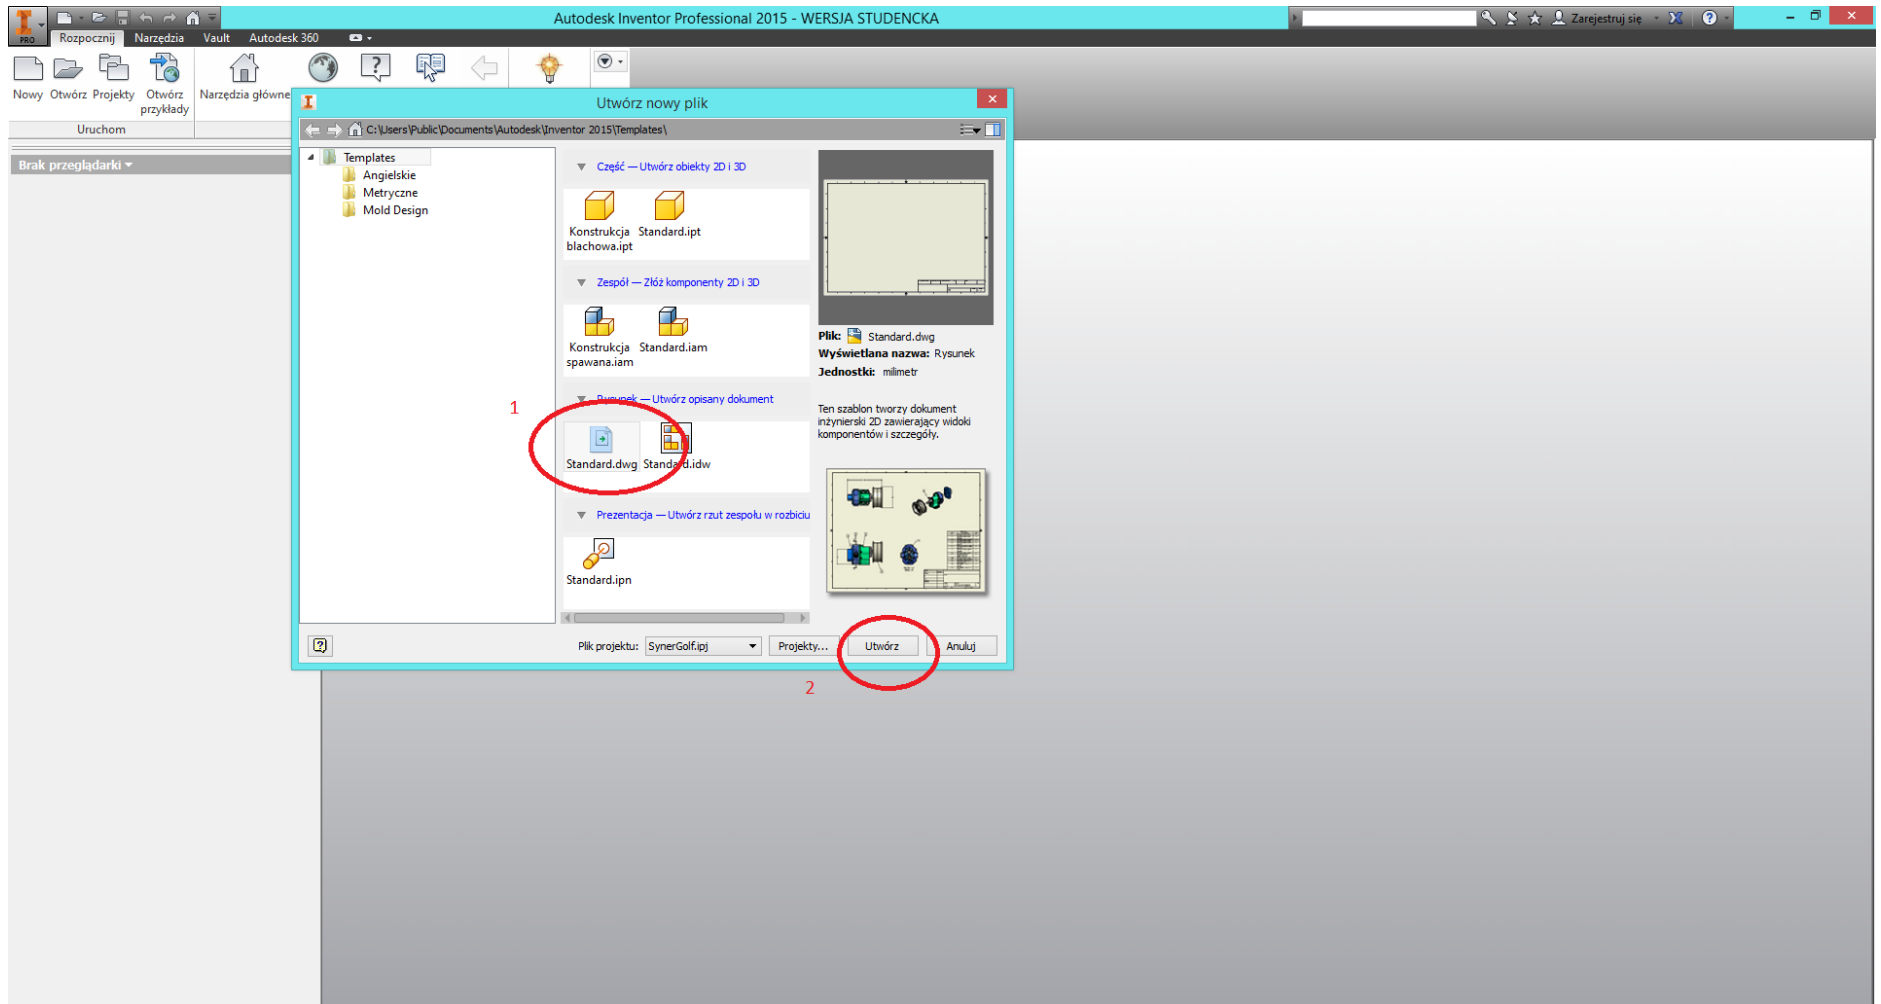 Autodesk Inventor Professional 2015 - WERSJA STUDENCKA
Zarejestruj się
PRO
Rozpocznij Narzędzia Vault Autodesk 360
Nowy Otwórz Projekty Otwórz przykłady
Narzędzia główne
Uruchom
Brak przeglądarki
Utwórz nowy plik
C:\Users\Public\Documents\Autodesk\Inventor 2015\Templates\
Templates
Angielskie
Metryczne
Mold Design
Część — Utwórz obiekty 2D i 3D
Konstrukcja blachowa.ipt
Standard.ipt
Zespół — Złóż komponenty 2D i 3D
Konstrukcja spawana.iam
Standard.iam
1
Rysunek — Utwórz opisany dokument
Standard.dwg
Standard.idw
Prezentacja — Utwórz rzut zespołu w rozbiciu
Standard.ipn
Plik: Standard.dwg
Wyświetlana nazwa: Rysunek
Jednostki: milimetr
Ten szablon tworzy dokument
inżynierski 2D zawierający widoki
komponentów i szczegóły.
Plik projektu: SynerGolf.ipj Projekty... Utwórz Anuluj
2